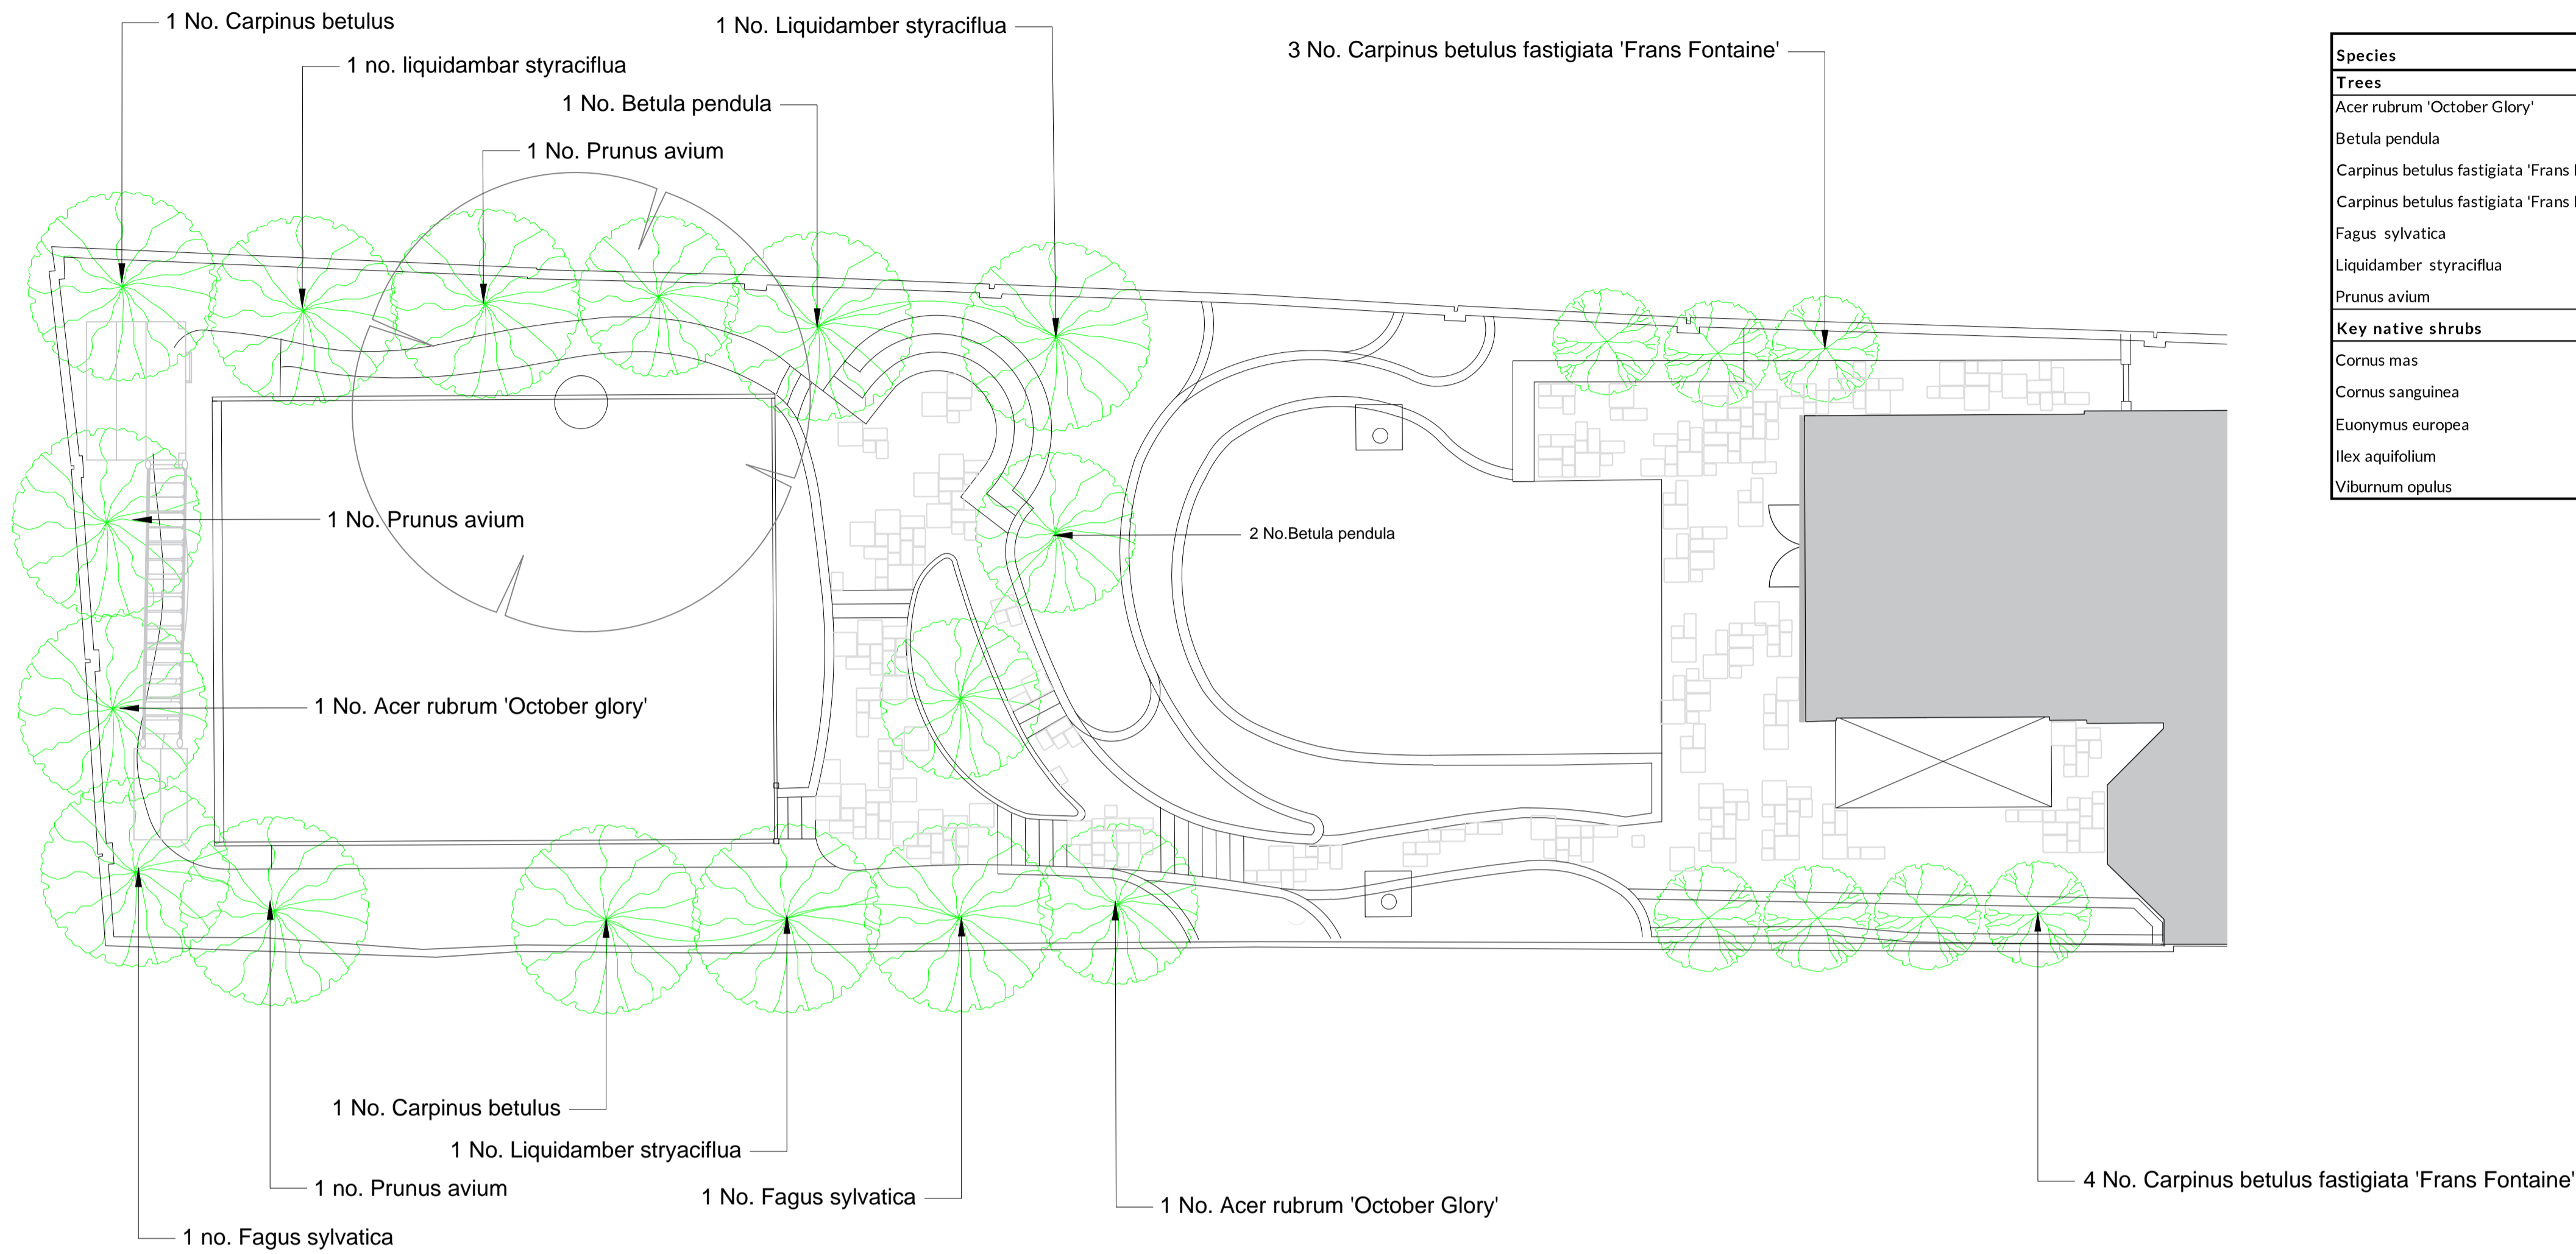 1 No. Carpinus betulus
1 No. Liquidamber styraciflua
3 No. Carpinus betulus fastigiata 'Frans Fontaine'
1 no. liquidambar styraciflua
1 No. Betula pendula
1 No. Prunus avium
1 No. Prunus avium
2 No.Betula pendula
1 No. Acer rubrum 'October glory'
1 No. Carpinus betulus
1 No. Liquidamber stryaciflua
1 no. Prunus avium
1 No. Fagus sylvatica
1 No. Acer rubrum 'October Glory'
4 No. Carpinus betulus fastigiata 'Frans Fontaine'
1 no. Fagus sylvatica
Species
Trees
Acer rubrum 'October Glory'
Betula pendula
Carpinus betulus fastigiata 'Frans
Carpinus betulus fastigiata 'Frans
Fagus sylvatica
Liquidamber styraciflua
Prunus avium
Key native shrubs
Cornus mas
Cornus sanguinea
Euonymus europea
Ilex aquifolium
Viburnum opulus